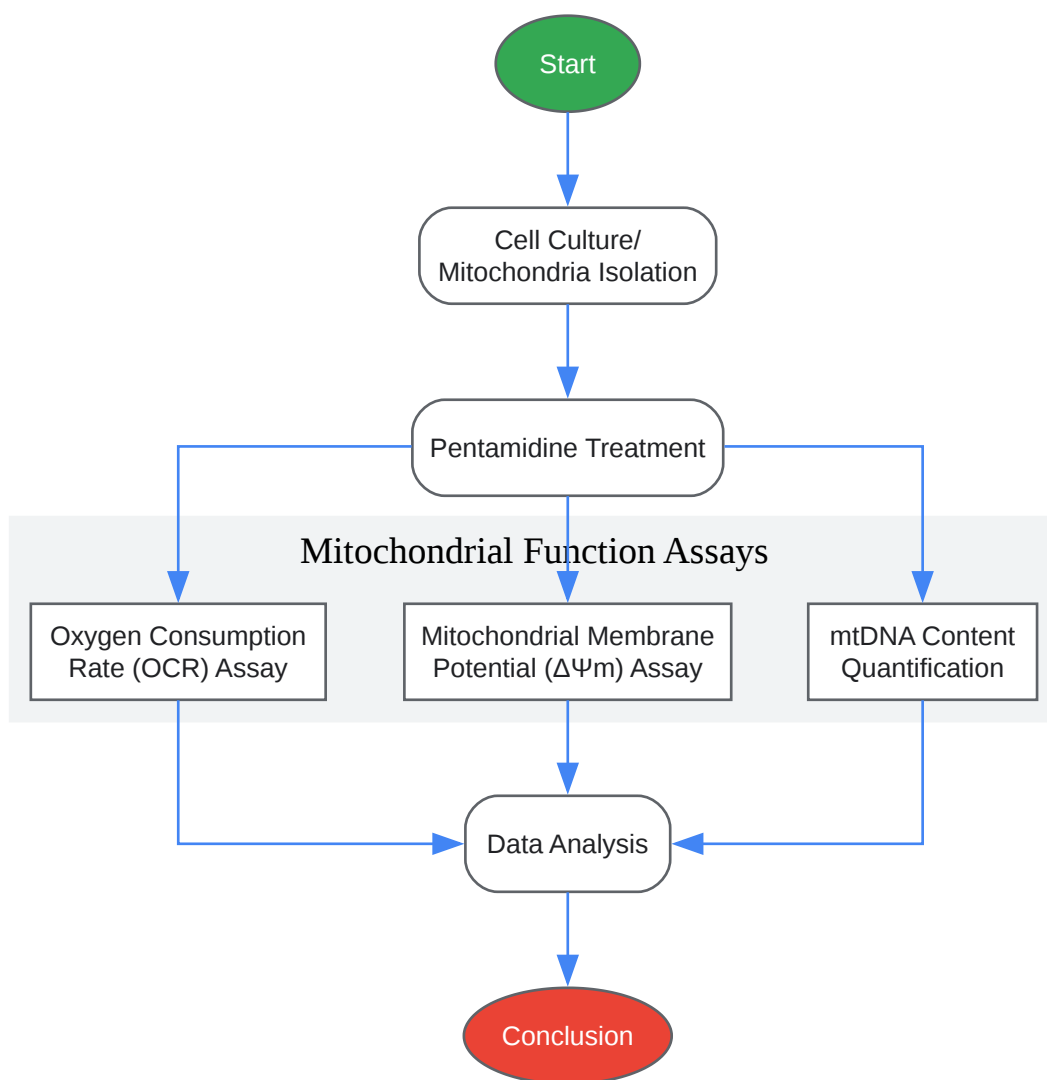 Start
Cell Culture/
Mitochondria Isolation
Pentamidine Treatment
Mitochondrial Function Assays
Oxygen Consumption
Rate (OCR) Assay
Mitochondrial Membrane
Potential (ΔΨm) Assay
mtDNA Content
Quantification
Data Analysis
Conclusion